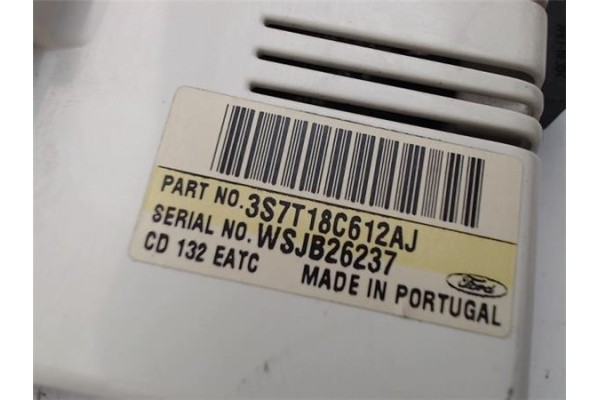 PART NO. 3S7T18C612AJ
SERIAL NO. WSJB26237
CD 132 EATC MADE IN PORTUGAL
Ford